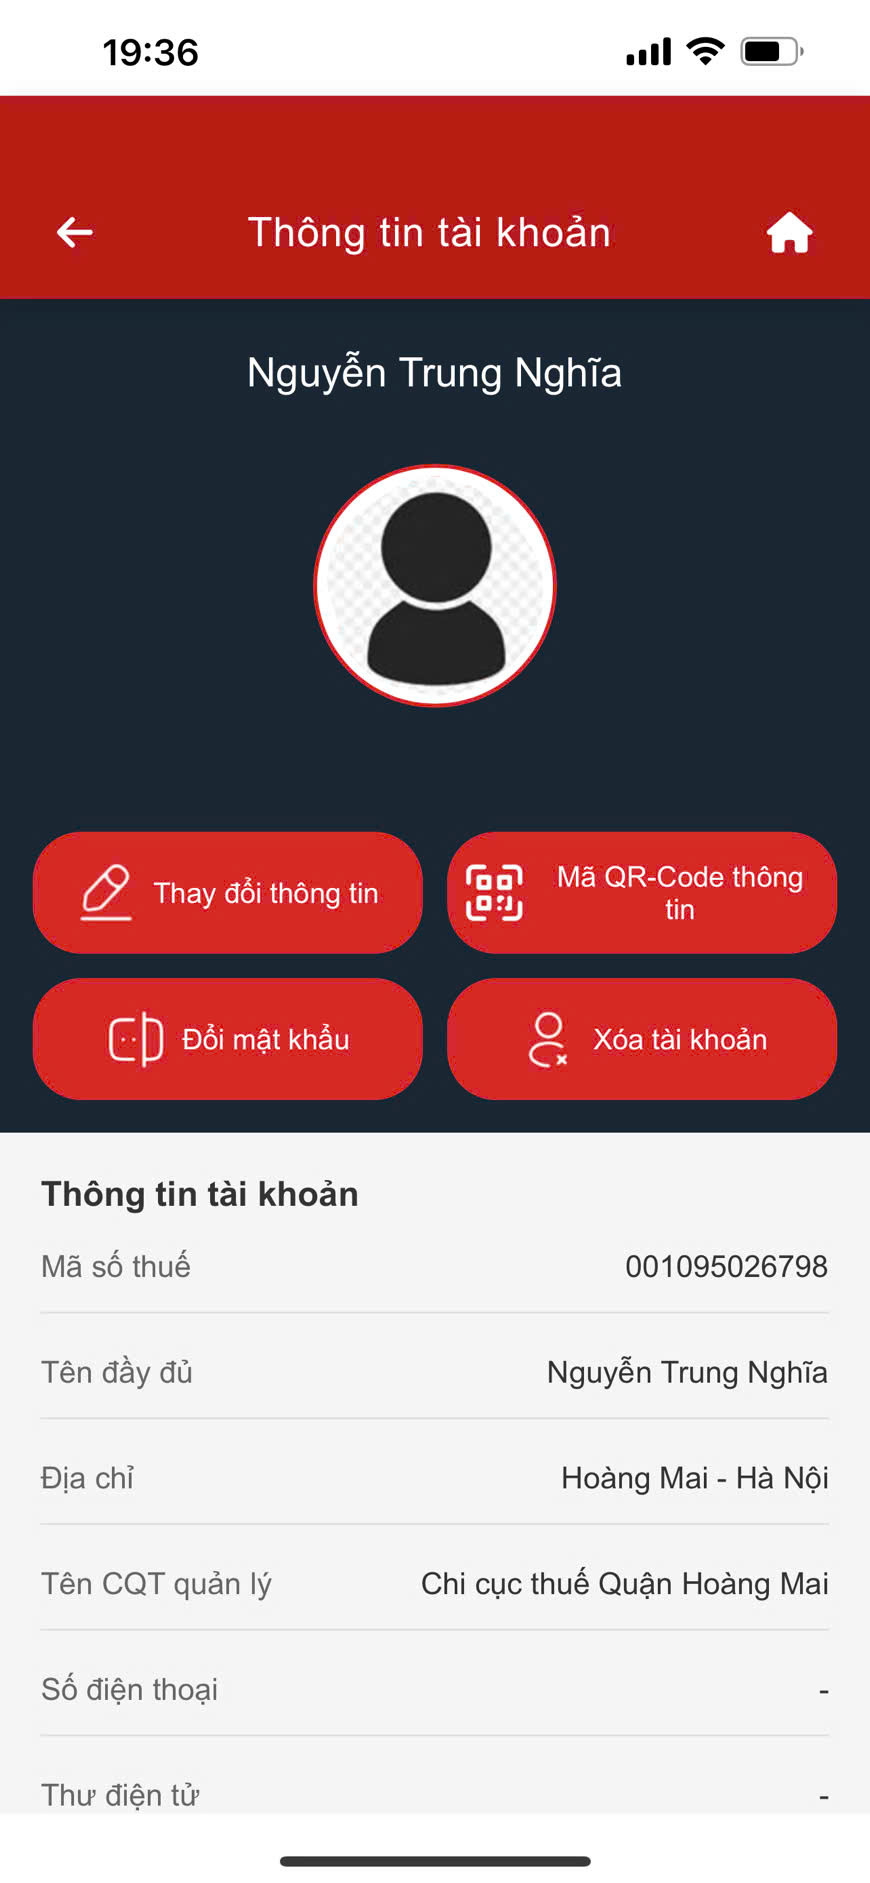 19:36
Thông tin tài khoản
Nguyễn Trung Nghĩa
Thay đổi thông tin
Mã QR-Code thông
tin
Đổi mật khẩu
Xóa tài khoản
Thông tin tài khoản
Mã số thuế 001095026798
Tên đầy đủ Nguyễn Trung Nghĩa
Địa chỉ Hoàng Mai - Hà Nội
Tên CQT quản lý Chi cục thuế Quận Hoàng Mai
Số điện thoại -
Thư điện tử -